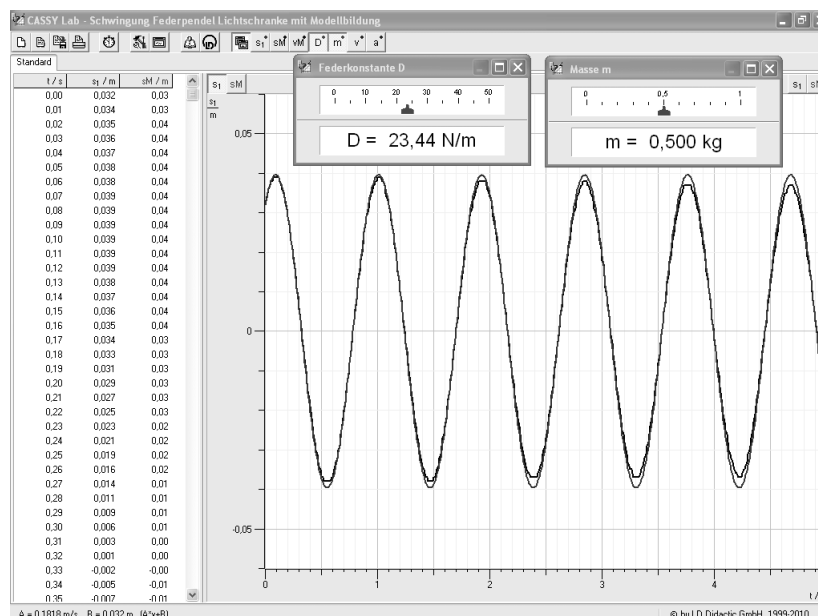 CASSY Lab - Schwingung Federpendel Lichtschranke mit Modellbildung
s1 sM vM D m v a
Standard
t / s s1 / m sM / m
0,00 0,032 0,03
0,01 0,034 0,03
0,02 0,035 0,04
0,03 0,036 0,04
0,04 0,037 0,04
0,05 0,038 0,04
0,06 0,038 0,04
0,07 0,039 0,04
0,08 0,039 0,04
0,09 0,039 0,04
0,10 0,039 0,04
0,11 0,039 0,04
0,12 0,039 0,04
0,13 0,038 0,04
0,14 0,037 0,04
0,15 0,036 0,04
0,16 0,035 0,04
0,17 0,034 0,03
0,18 0,033 0,03
0,19 0,031 0,03
0,20 0,029 0,03
0,21 0,027 0,03
0,22 0,025 0,03
0,23 0,023 0,02
0,24 0,021 0,02
0,25 0,019 0,02
0,26 0,016 0,02
0,27 0,014 0,01
0,28 0,011 0,01
0,29 0,009 0,01
0,30 0,006 0,01
0,31 0,003 0,00
0,32 0,001 0,00
0,33 -0,002 -0,00
0,34 -0,005 -0,01
0,35 -0,007 -0,01
s1 sM
s1
m
Federkonstante D
0 10 20 30 40 50
D = 23,44 N/m
Masse m
0 0,5 1
m = 0,500 kg
s1
0,05
0
-0,05
0 1 2 3 4
t /
A = 0,1818 m/s B = 0,032 m (A*x+B)
© by LD Didactic GmbH, 1999-2010